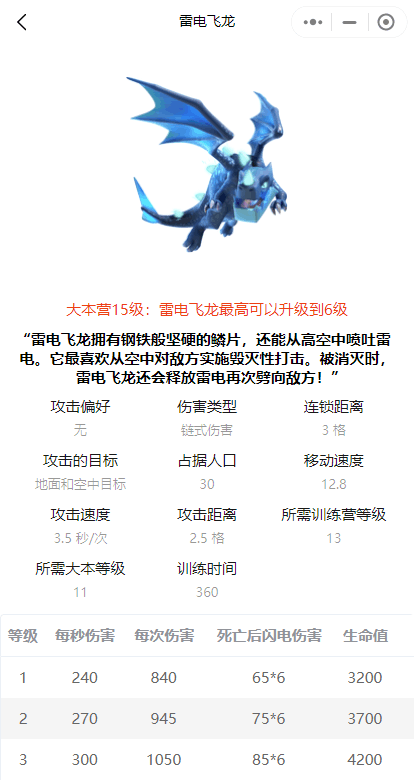 雷电飞龙
大本营15级：雷电飞龙最高可以升级到6级
“雷电飞龙拥有钢铁般坚硬的鳞片，还能从高空中喷吐雷
电。它最喜欢从空中对敌方实施毁灭性打击。被消灭时，
雷电飞龙还会释放雷电再次劈向敌方！”
攻击偏好 伤害类型 连锁距离
无 链式伤害 3 格
攻击的目标 占据人口 移动速度
地面和空中目标 30 12.8
攻击速度 攻击距离 所需训练营等级
3.5 秒/次 2.5 格 13
所需大本等级 训练时间
11 360
等级 每秒伤害 每次伤害 死亡后闪电伤害 生命值
1 240 840 65*6 3200
2 270 945 75*6 3700
3 300 1050 85*6 4200